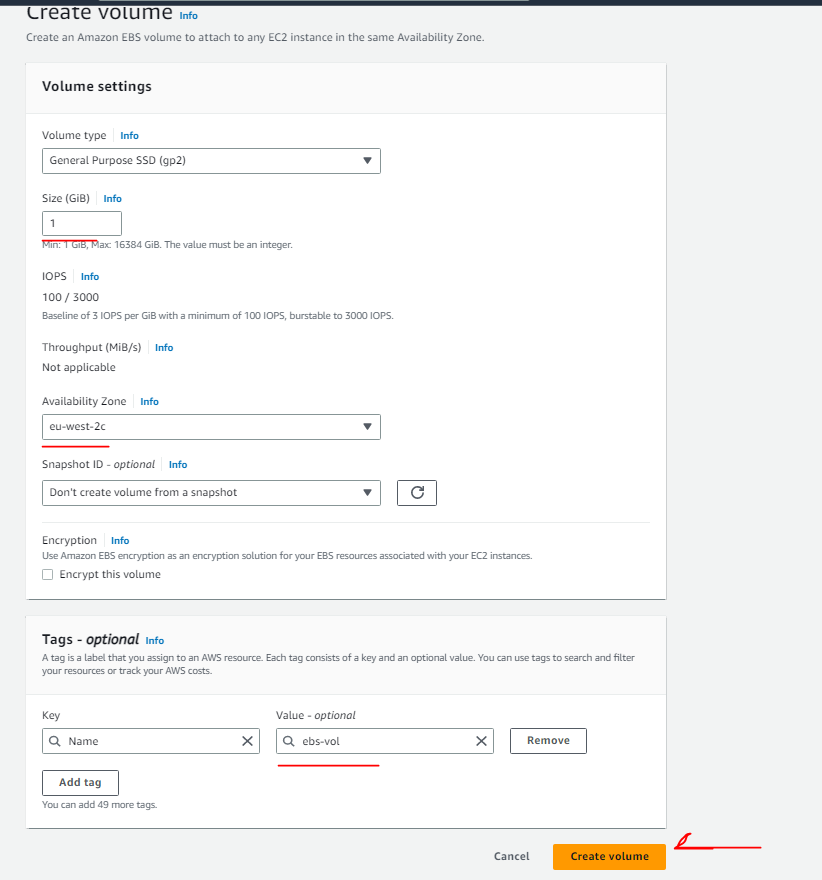 Create volume Info
Create an Amazon EBS volume to attach to any EC2 instance in the same Availability Zone.
Volume settings
Volume type Info
General Purpose SSD (gp2)
Size (GiB) Info
1
Min: 1 GiB, Max: 16384 GiB. The value must be an integer.
IOPS Info
100 / 3000
Baseline of 3 IOPS per GiB with a minimum of 100 IOPS, burstable to 3000 IOPS.
Throughput (MiB/s) Info
Not applicable
Availability Zone Info
eu-west-2c
Snapshot ID - optional Info
Don't create volume from a snapshot
Encryption Info
Use Amazon EBS encryption as an encryption solution for your EBS resources associated with your EC2 instances.
Encrypt this volume
Tags - optional Info
A tag is a label that you assign to an AWS resource. Each tag consists of a key and an optional value. You can use tags to search and filter
your resources or track your AWS costs.
Key Value - optional
Name ebs-vol Remove
Add tag
You can add 49 more tags.
Cancel Create volume